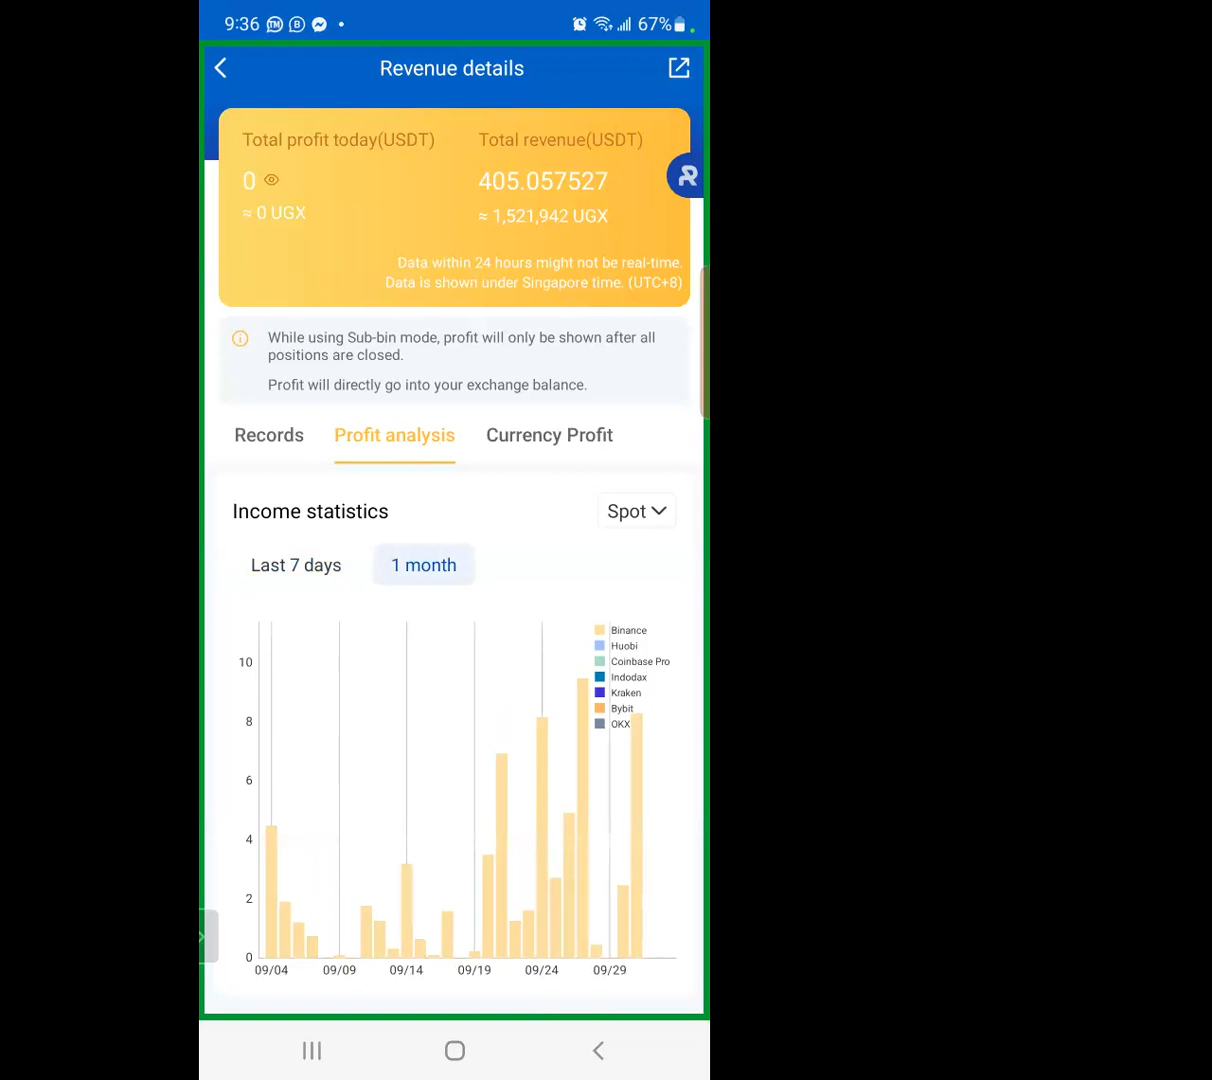 9:36 67%
Revenue details
Total profit today(USDT) Total revenue(USDT)
0 405.057527
≈ 0 UGX ≈ 1,521,942 UGX
Data within 24 hours might not be real-time.
Data is shown under Singapore time. (UTC+8)
While using Sub-bin mode, profit will only be shown after all
positions are closed.
Profit will directly go into your exchange balance.
Records Profit analysis Currency Profit
Income statistics Spot
Last 7 days 1 month
Binance
Huobi
Coinbase Pro
Indodax
Kraken
Bybit
OKX
10
8
6
4
2
0
09/04 09/09 09/14 09/19 09/24 09/29